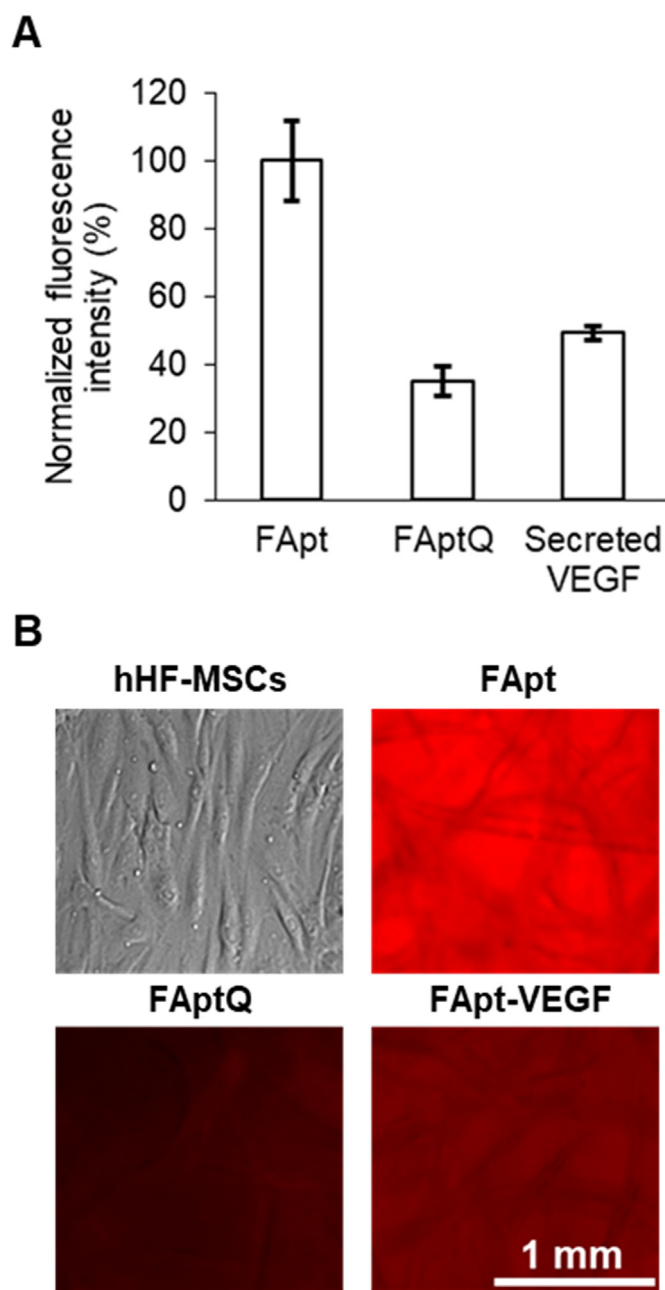 A
Normalized fluorescence
intensity (%)
120
100
80
60
40
20
0
FApt
FAptQ
Secreted
VEGF
B
hHF-MSCs
FApt
FAptQ
FApt-VEGF
1 mm